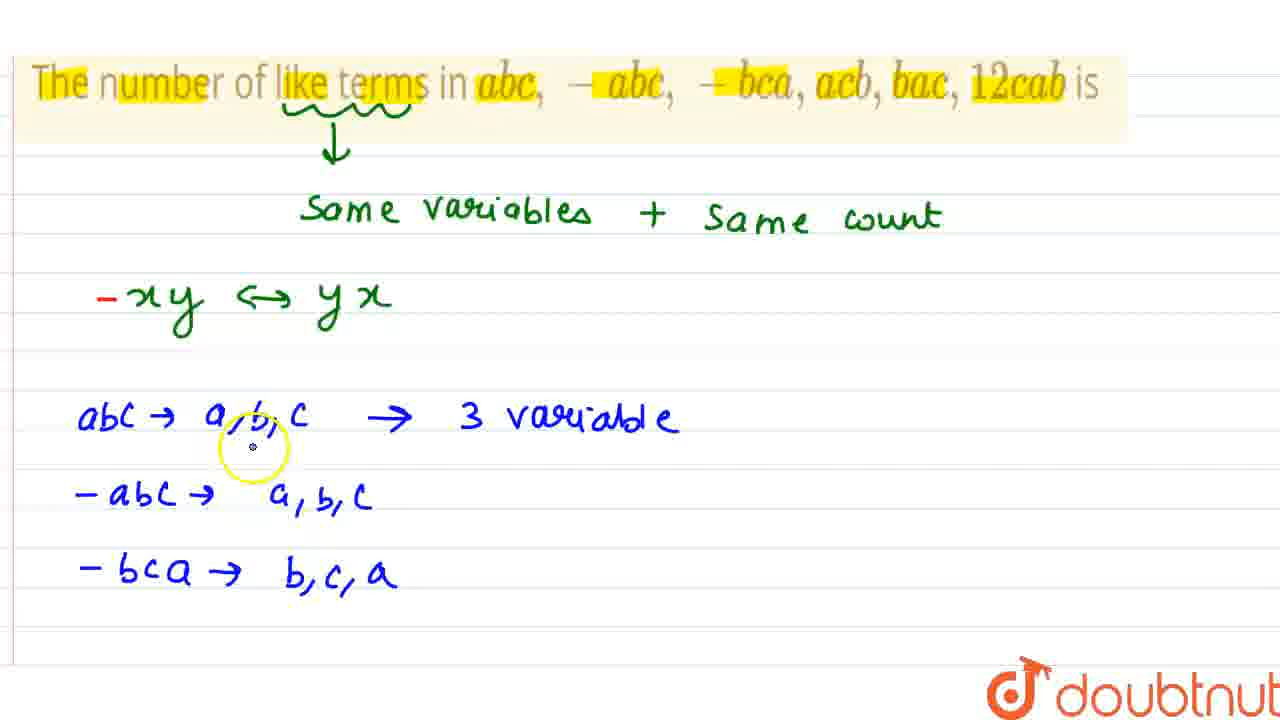 The number of like terms in abc, − abc, − bca, acb, bac, 12cab is
Same variables + Same count
- xy ↔ yx
abc → a, b, c → 3 variable
- abc → a, b, c
- bca → b, c, a
doubtnut